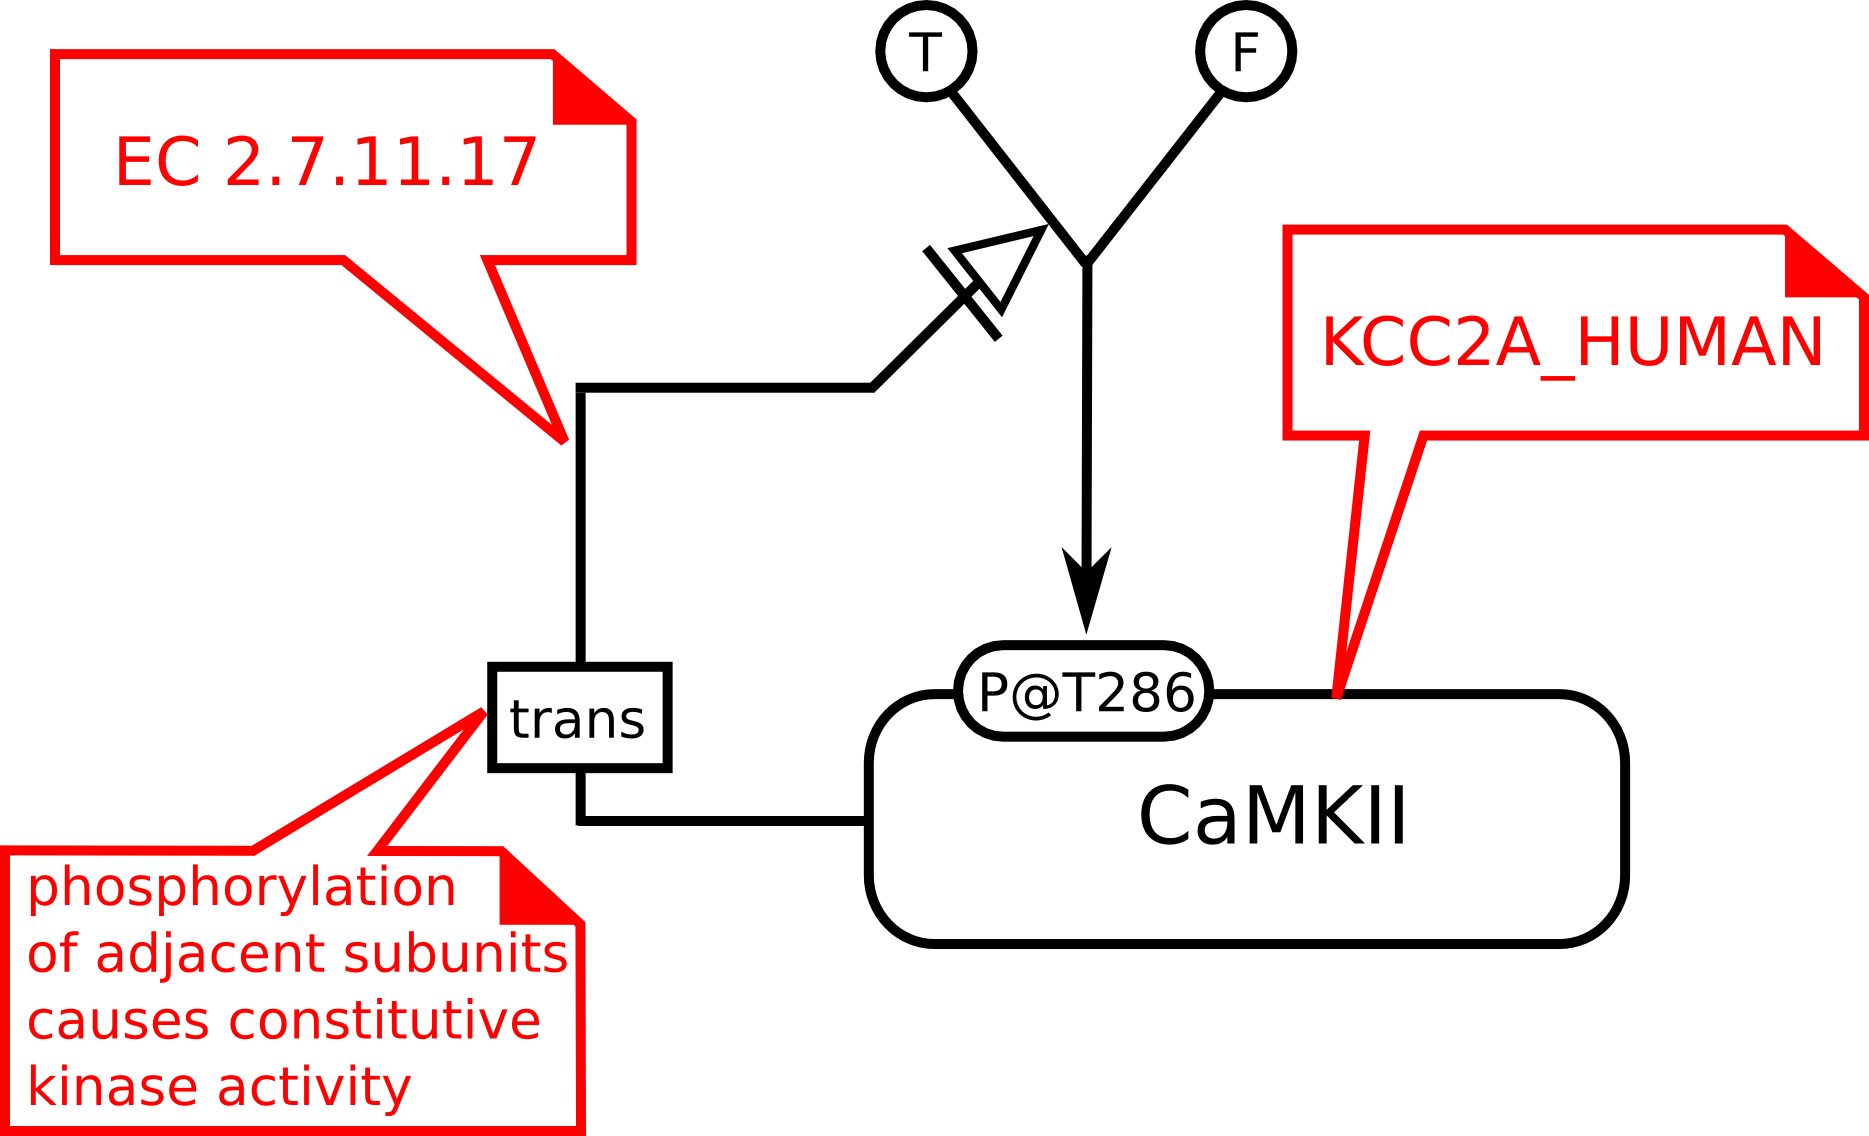 T
F
EC 2.7.11.17
KCC2A_HUMAN
P@T286
trans
CaMKII
phosphorylation
of adjacent subunits
causes constitutive
kinase activity